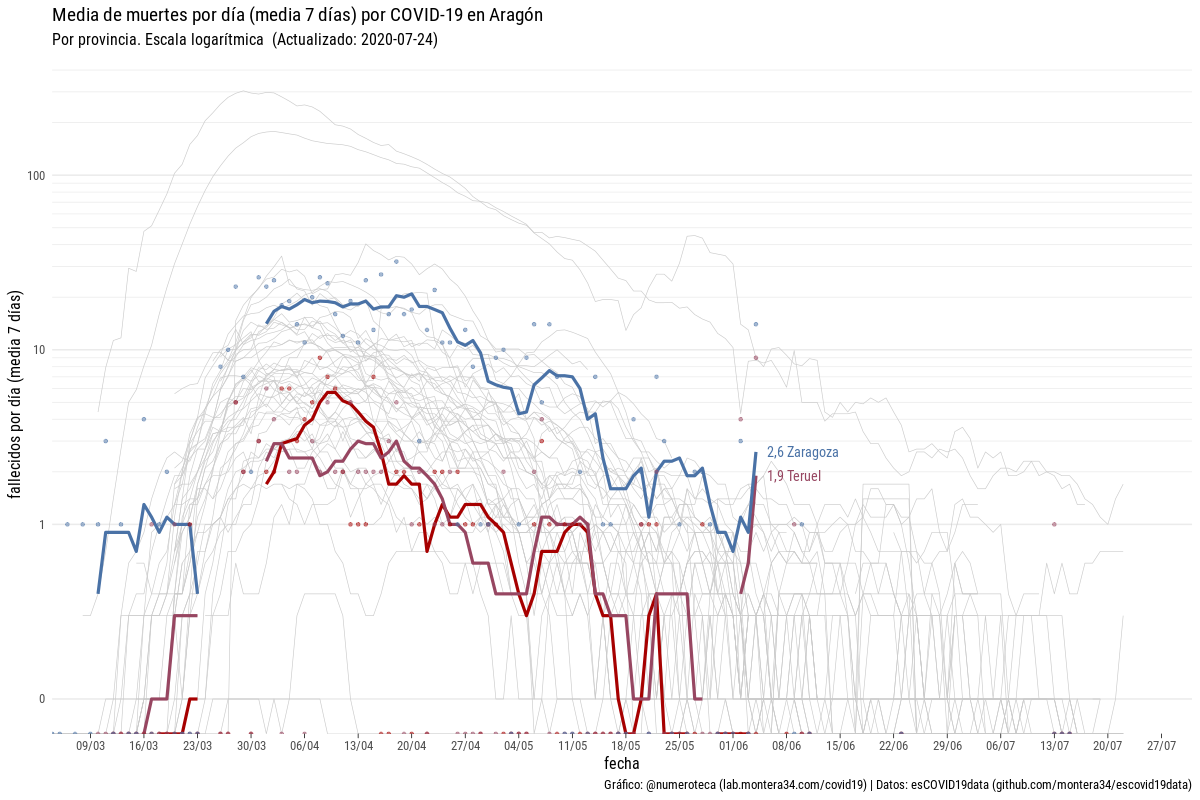 Media de muertes por día (media 7 días) por COVID-19 en Aragón
Por provincia. Escala logarítmica (Actualizado: 2020-07-24)
fallecidos por día (media 7 días)
100
10
1
0
2,6 Zaragoza
1,9 Teruel
09/03 16/03 23/03 30/03 06/04 13/04 20/04 27/04 04/05 11/05 18/05 25/05 01/06 08/06 15/06 22/06 29/06 06/07 13/07 20/07 27/07
fecha
Gráfico: @numeroteca (lab.montera34.com/covid19) | Datos: esCOVID19data (github.com/montera34/escovid19data)